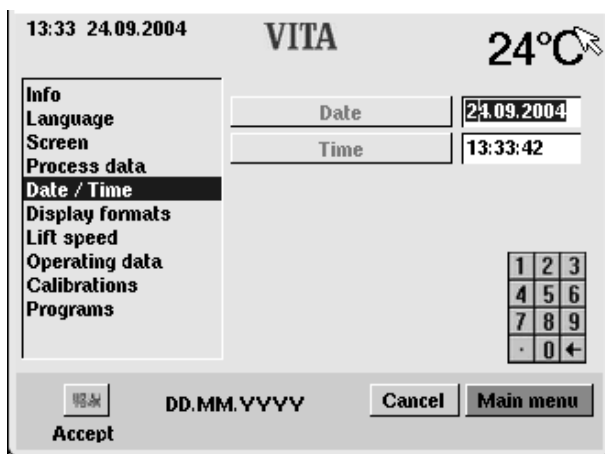 13:33 24.09.2004
VITA
24°C
Info
Language
Screen
Process data
Date / Time
Display formats
Lift speed
Operating data
Calibrations
Programs
Date
24.09.2004
Time
13:33:42
1 2 3
4 5 6
7 8 9
· 0 ←
DD.MM.YYYY
Cancel
Main menu
Accept